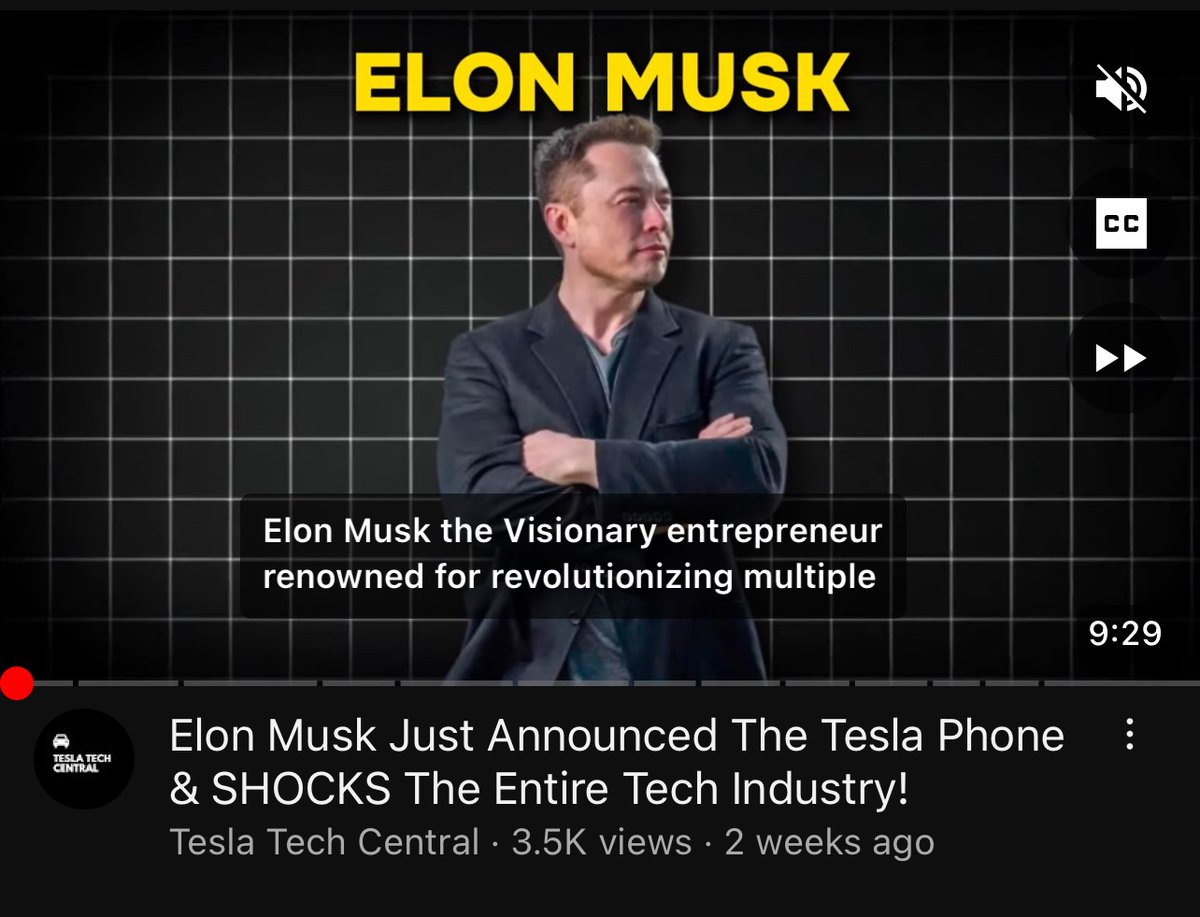 ELON MUSK
CC
Elon Musk the Visionary entrepreneur
renowned for revolutionizing multiple
9:29
TESLA TECH
CENTRAL
Elon Musk Just Announced The Tesla Phone
& SHOCKS The Entire Tech Industry!
Tesla Tech Central · 3.5K views · 2 weeks ago